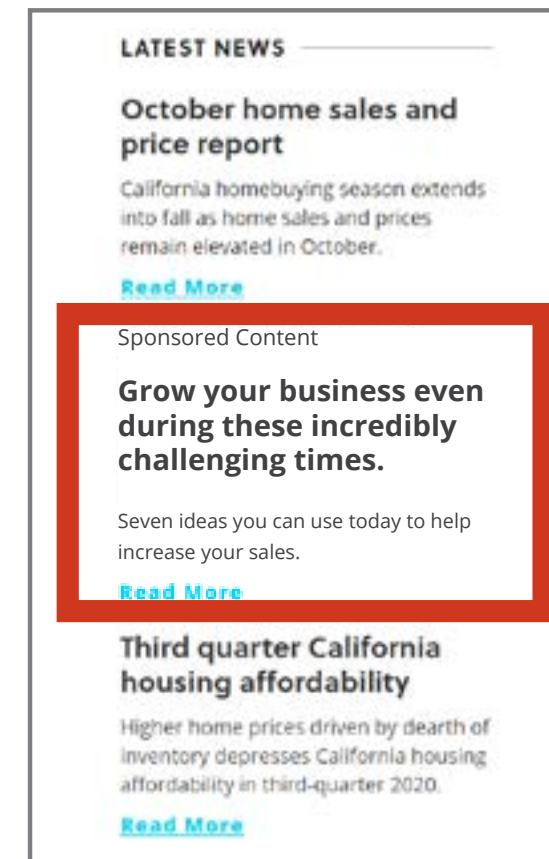 LATEST NEWS
October home sales and
price report
California homebuying season extends
into fall as home sales and prices
remain elevated in October.
Read More
Sponsored Content
Grow your business even
during these incredibly
challenging times.
Seven ideas you can use today to help
increase your sales.
Read More
Third quarter California
housing affordability
Higher home prices driven by dearth of
inventory depresses California housing
affordability in third-quarter 2020.
Read More